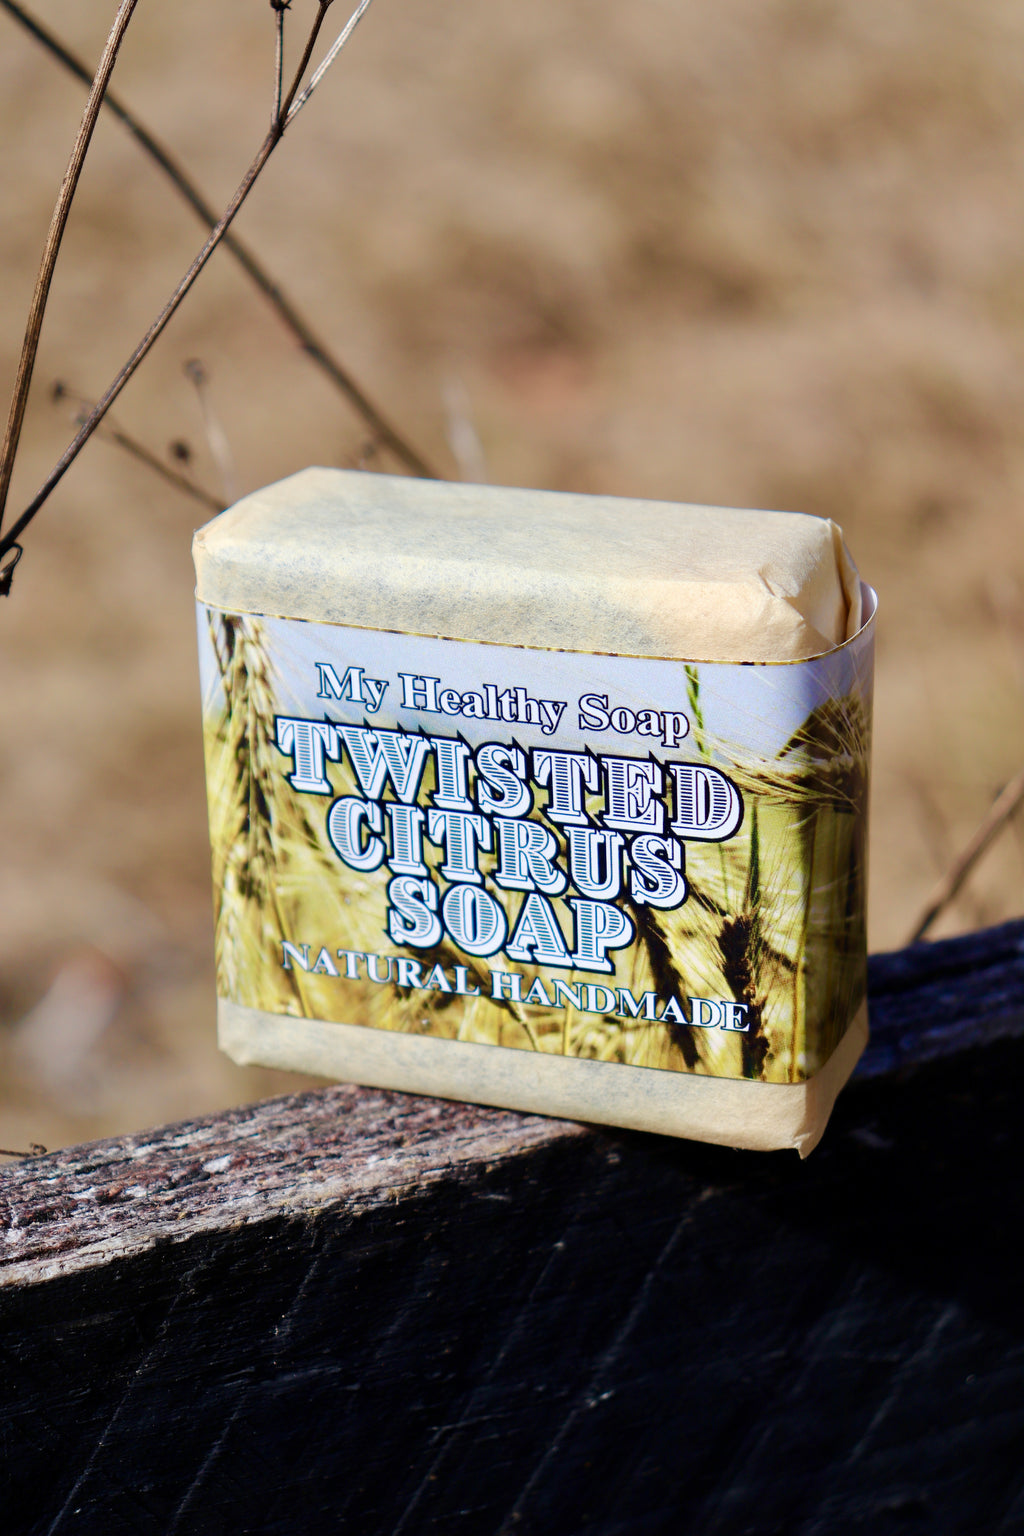 My Healthy Soap
TWISTED
CITRUS
SOAP
NATURAL HANDMADE